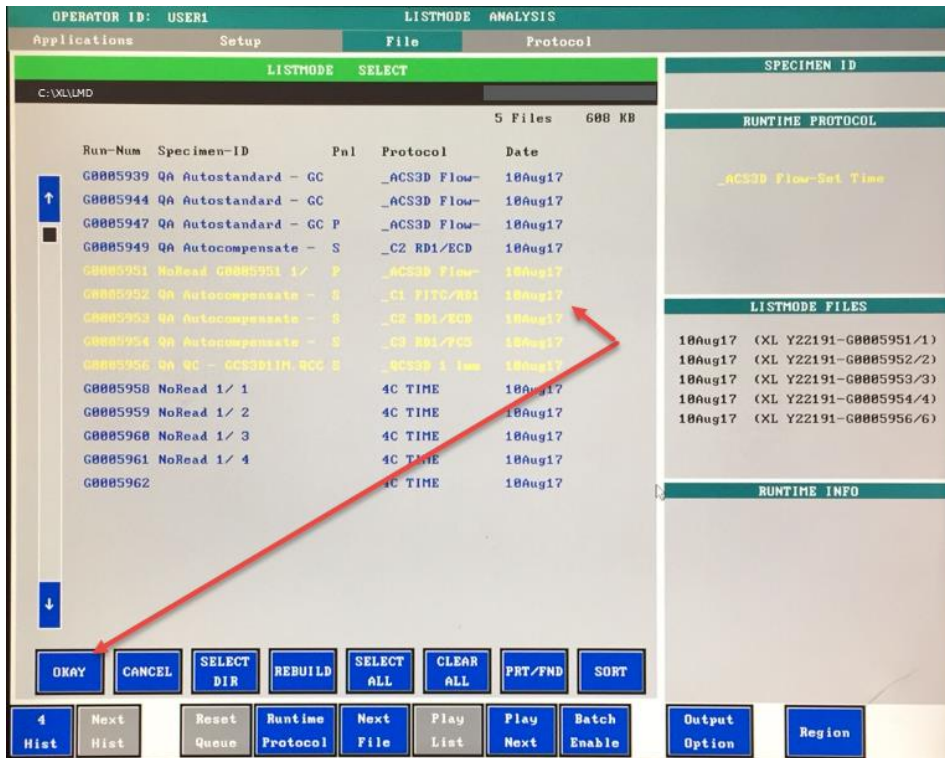 OPERATOR ID: USER1 LISTMODE ANALYSIS
Applications Setup File Protocol
LISTMODE SELECT
C:\XL\LMD
5 Files 608 KB
Run-Num Specimen-ID Pnl Protocol Date
G0005939 QA Autostandard - GC _ACS3D Flow- 10Aug17
G0005944 QA Autostandard - GC _ACS3D Flow- 10Aug17
G0005947 QA Autostandard - GC P _ACS3D Flow- 10Aug17
G0005949 QA Autocompensate - S _C2 RD1/ECD 10Aug17
G0005951 NoRead G0005951 1/ P _ACS3D Flow- 10Aug17
G0005952 QA Autocompensate - S _C1 FITC/RD1 10Aug17
G0005953 QA Autocompensate - S _C2 RD1/ECD 10Aug17
G0005954 QA Autocompensate - S _C3 RD1/PC5 10Aug17
G0005956 QA QC - GCS3D1IM.QCC S _QCS3D 1 Imm 10Aug17
G0005958 NoRead 1/ 1 4C TIME 10Aug17
G0005959 NoRead 1/ 2 4C TIME 10Aug17
G0005960 NoRead 1/ 3 4C TIME 10Aug17
G0005961 NoRead 1/ 4 4C TIME 10Aug17
G0005962 4C TIME 10Aug17
OKAY
CANCEL
SELECT
DIR
REBUILD
SELECT
ALL
CLEAR
ALL
PRT/FND
SORT
4
Hist
Next
Hist
Reset
Queue
Runtime
Protocol
Next
File
Play
List
Play
Next
Batch
Enable
Output
Option
Region
SPECIMEN ID
RUNTIME PROTOCOL
_ACS3D Flow-Set Time
LISTMODE FILES
10Aug17 (XL Y22191-G0005951/1)
10Aug17 (XL Y22191-G0005952/2)
10Aug17 (XL Y22191-G0005953/3)
10Aug17 (XL Y22191-G0005954/4)
10Aug17 (XL Y22191-G0005956/6)
RUNTIME INFO